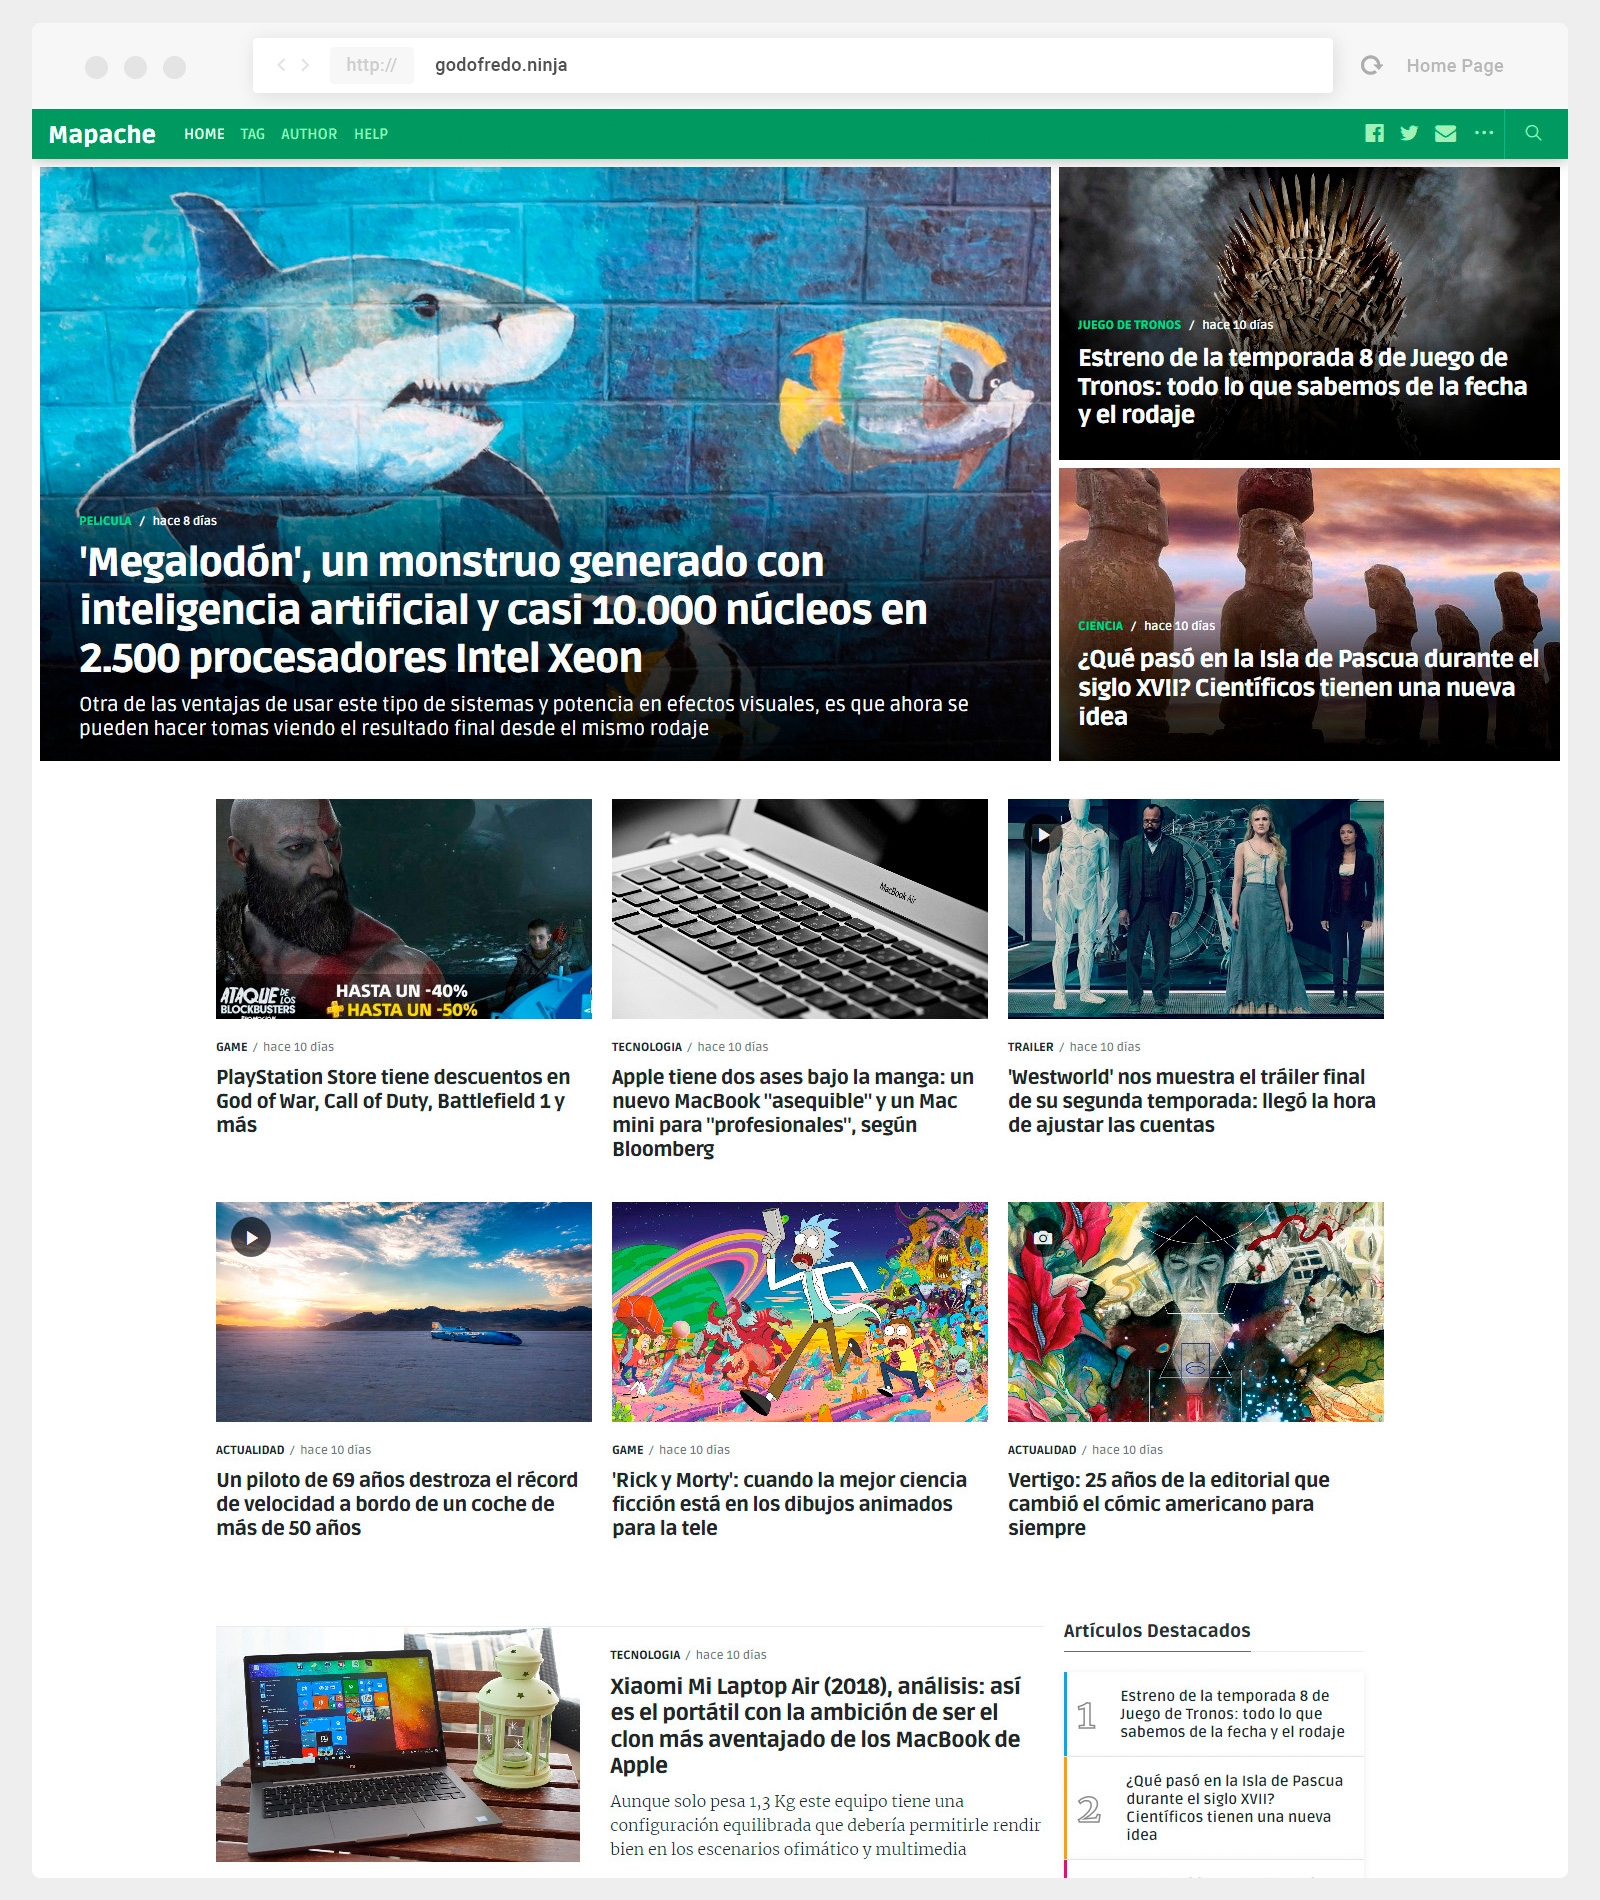 http://
godofredo.ninja
Home Page
Mapache
HOME
TAG
AUTHOR
HELP
PELICULA / hace 8 días
'Megalodón', un monstruo generado con
inteligencia artificial y casi 10.000 núcleos en
2.500 procesadores Intel Xeon
Otra de las ventajas de usar este tipo de sistemas y potencia en efectos visuales, es que ahora se
pueden hacer tomas viendo el resultado final desde el mismo rodaje
JUEGO DE TRONOS / hace 10 días
Estreno de la temporada 8 de Juego de
Tronos: todo lo que sabemos de la fecha
y el rodaje
CIENCIA / hace 10 días
¿Qué pasó en la Isla de Pascua durante el
siglo XVII? Científicos tienen una nueva
idea
ATAQUE DE LOS
BLOCKBUSTERS
PROMOCIÓN
HASTA UN -40%
+ HASTA UN -50%
GAME / hace 10 días
PlayStation Store tiene descuentos en
God of War, Call of Duty, Battlefield 1 y
más
MacBook Air
TECNOLOGIA / hace 10 días
Apple tiene dos ases bajo la manga: un
nuevo MacBook "asequible" y un Mac
mini para "profesionales", según
Bloomberg
TRAILER / hace 10 días
'Westworld' nos muestra el tráiler final
de su segunda temporada: llegó la hora
de ajustar las cuentas
ACTUALIDAD / hace 10 días
Un piloto de 69 años destroza el récord
de velocidad a bordo de un coche de
más de 50 años
GAME / hace 10 días
'Rick y Morty': cuando la mejor ciencia
ficción está en los dibujos animados
para la tele
ACTUALIDAD / hace 10 días
Vertigo: 25 años de la editorial que
cambió el cómic americano para
siempre
TECNOLOGIA / hace 10 días
Xiaomi Mi Laptop Air (2018), análisis: así
es el portátil con la ambición de ser el
clon más aventajado de los MacBook de
Apple
Aunque solo pesa 1,3 Kg este equipo tiene una
configuración equilibrada que debería permitirle rendir
bien en los escenarios ofimático y multimedia
Artículos Destacados
1
Estreno de la temporada 8 de
Juego de Tronos: todo lo que
sabemos de la fecha y el rodaje
2
¿Qué pasó en la Isla de Pascua
durante el siglo XVII?
Científicos tienen una nueva
idea